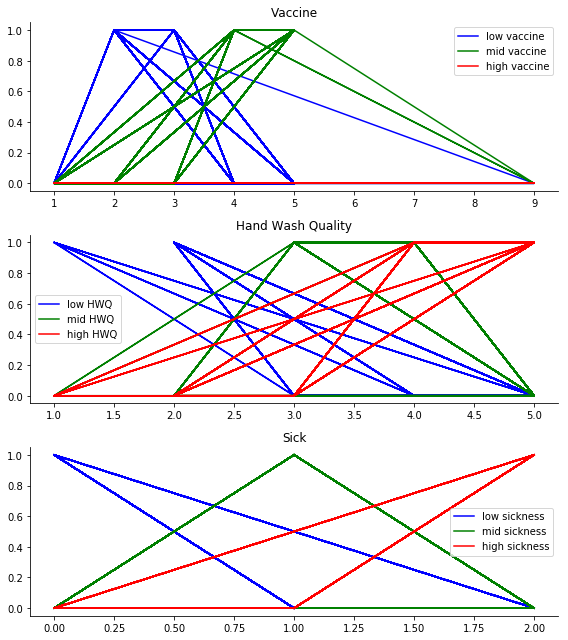 Vaccine
1.0
0.8
0.6
0.4
0.2
0.0
low vaccine
mid vaccine
high vaccine
1 2 3 4 5 6 7 8 9
Hand Wash Quality
1.0
0.8
0.6
0.4
0.2
0.0
low HWQ
mid HWQ
high HWQ
1.0 1.5 2.0 2.5 3.0 3.5 4.0 4.5 5.0
Sick
1.0
0.8
0.6
0.4
0.2
0.0
low sickness
mid sickness
high sickness
0.00 0.25 0.50 0.75 1.00 1.25 1.50 1.75 2.00